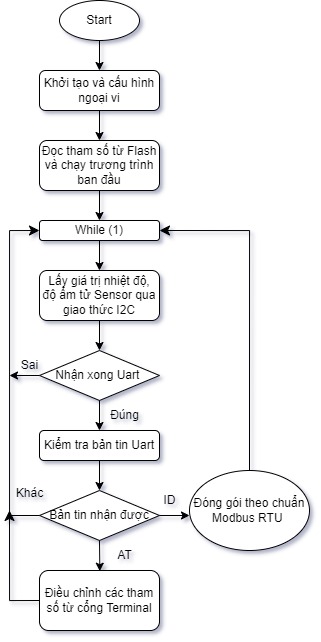 Start
Khởi tạo và cấu hình
ngoại vi
Đọc tham số từ Flash
và chạy trương trình
ban đầu
While (1)
Lấy giá trị nhiệt độ,
độ ẩm từ Sensor qua
giao thức I2C
Sai
Nhận xong Uart
Đúng
Kiểm tra bản tin Uart
Khác
Bản tin nhận được
ID
Đóng gói theo chuẩn
Modbus RTU
AT
Điều chỉnh các tham
số từ cổng Terminal